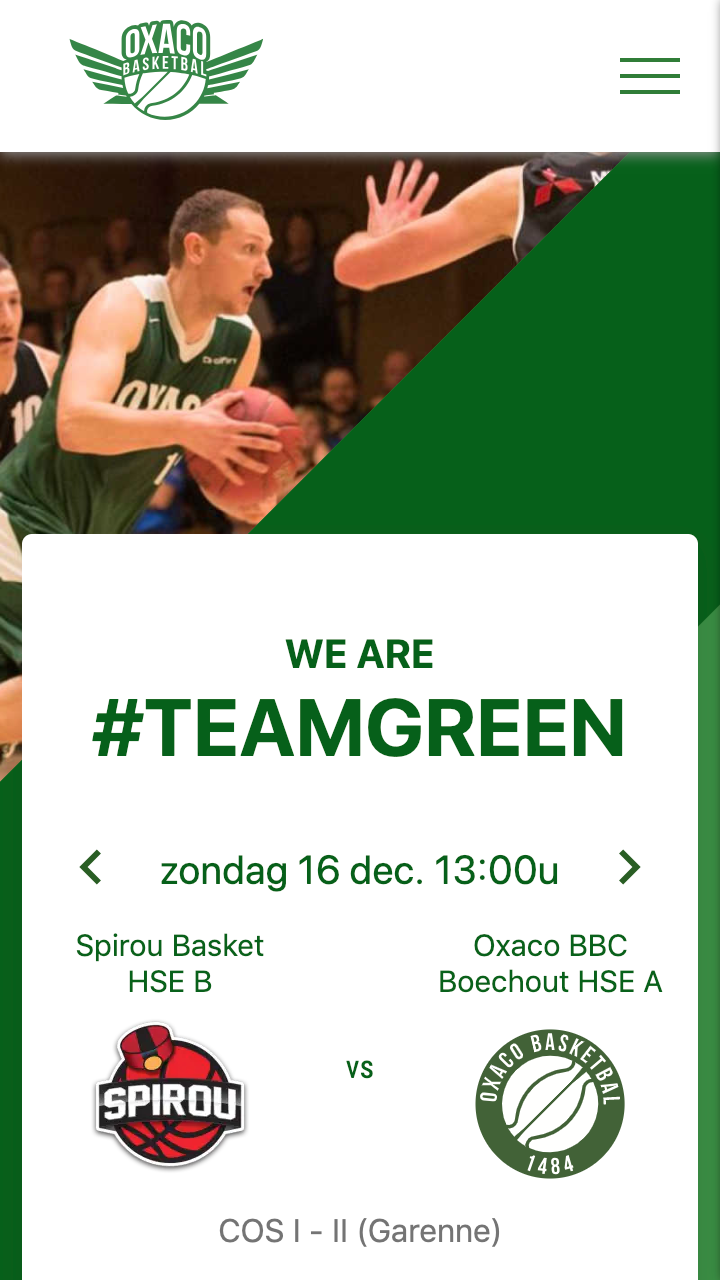 OXACO
BASKETBAL
10
WE ARE
#TEAMGREEN
zondag 16 dec. 13:00u
Spirou Basket
HSE B
Oxaco BBC
Boechout HSE A
SPIROU
vs
OXACO BASKETBAL
1484
COS I - II (Garenne)